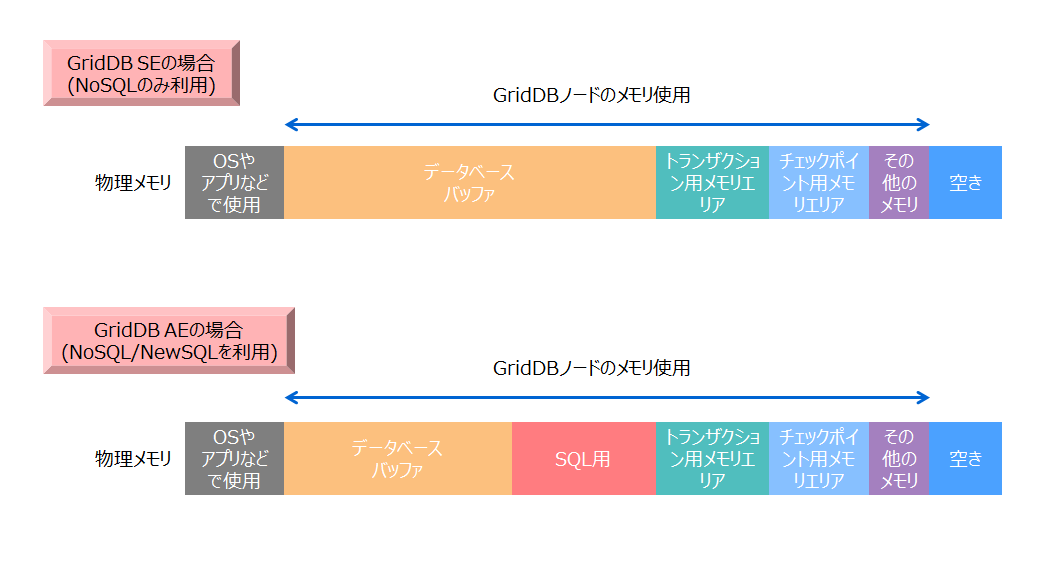 GridDB SEの場合
(NoSQLのみ利用)
GridDBノードのメモリ使用
物理メモリ
OSや
アプリなど
で使用
データベース
バッファ
トランザクショ
ン用メモリエ
リア
チェックポイ
ント用メモ
リエリア
その
他の
メモリ
空き
GridDB AEの場合
(NoSQL/NewSQLを利用)
GridDBノードのメモリ使用
物理メモリ
OSや
アプリなど
で使用
データベース
バッファ
SQL用
トランザクショ
ン用メモリエ
リア
チェックポイ
ント用メモ
リエリア
その
他の
メモリ
空き